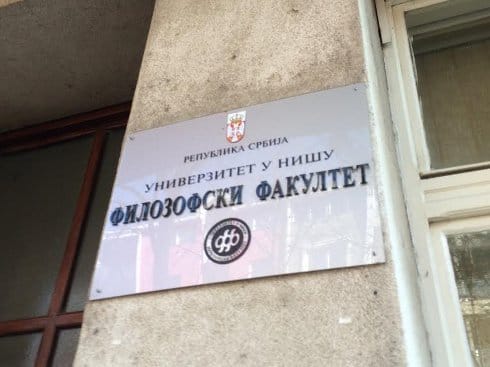 РЕПУБЛИКА СРБИЈА
УНИВЕРЗИТЕТ У НИШУ
ФИЛОЗОФСКИ ФАКУЛТЕТ